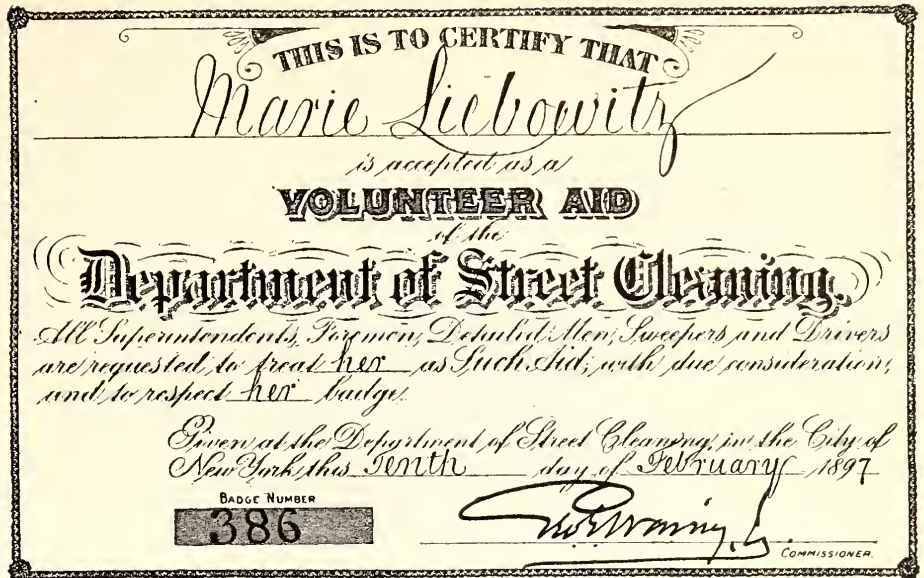 THIS IS TO CERTIFY THAT
Marie Liebowitz
is accepted as a
VOLUNTEER AID
of the
Department of Street Cleaning.
All Superintendents, Foremen, Detailed Men, Sweepers and Drivers
are requested to treat her as Such Aid, with due consideration,
and to respect her badge.
Given at the Department of Street Cleaning, in the City of
New York this Tenth day of February 1897
BADGE NUMBER
386
Geo. E. Waring, Jr.
COMMISSIONER.